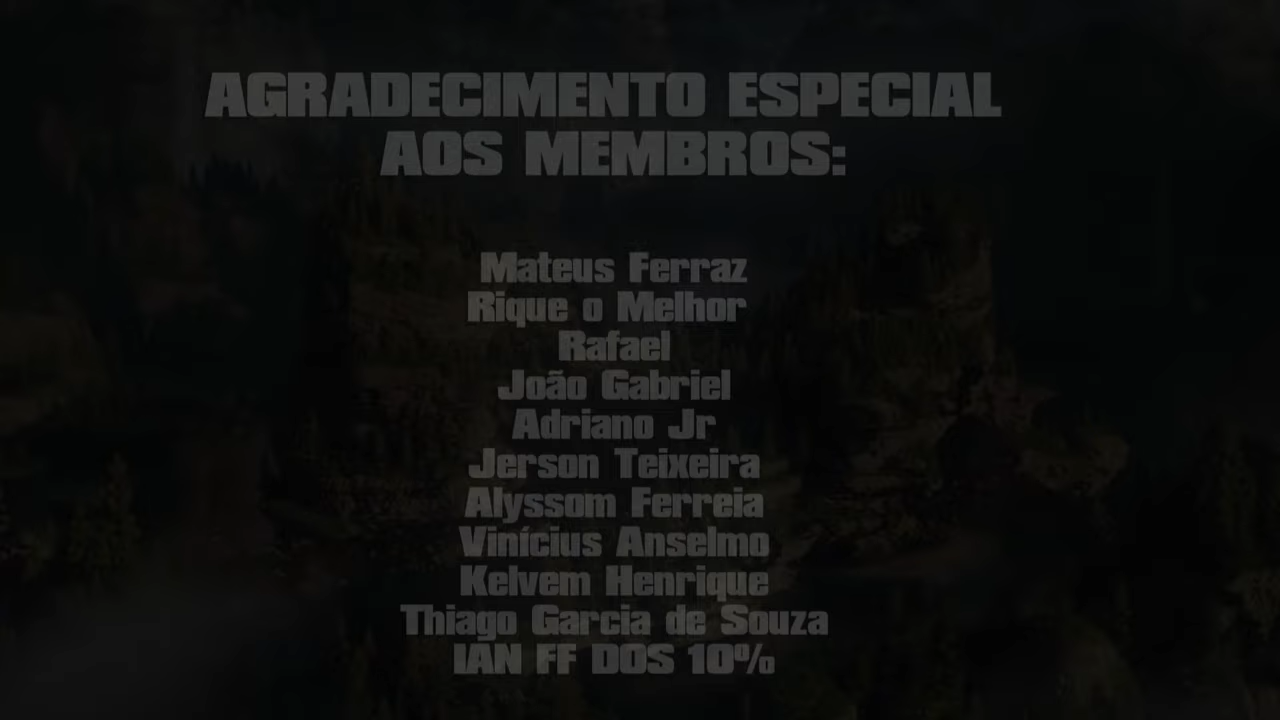 AGRADECIMENTO ESPECIAL
AOS MEMBROS:
Mateus Ferraz
Rique o Melhor
Rafael
João Gabriel
Adriano Jr
Jerson Teixeira
Alyssom Ferreia
Vinícius Anselmo
Kelvem Henrique
Thiago Garcia de Souza
IAN FF DOS 10%